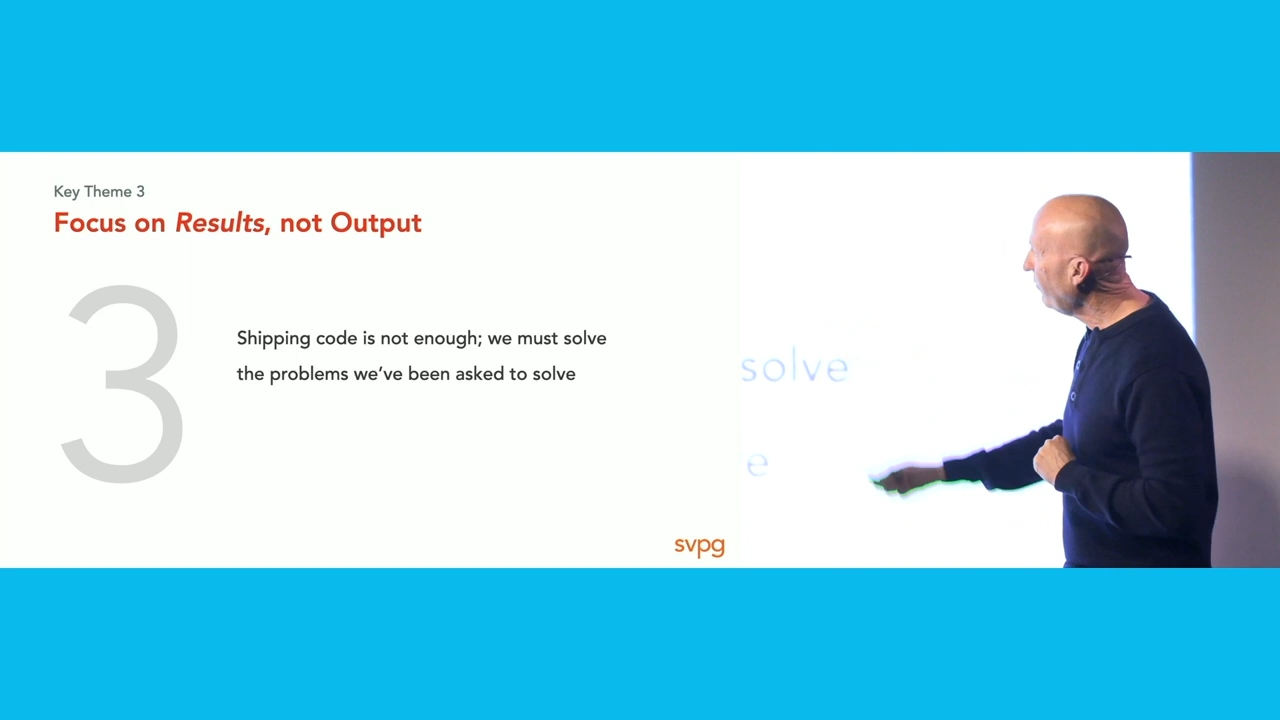 Key Theme 3
Focus on Results, not Output
3
Shipping code is not enough; we must solve
the problems we've been asked to solve
svpg
solve
e